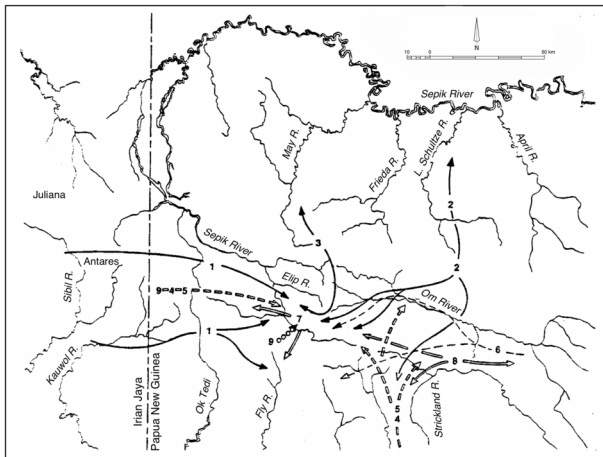 N
10 0 50 km
Sepik River
May R.
Frieda R.
L. Schultze R.
April R.
Juliana
2
Sepik River
3
1
2
Antares
Sibil R.
Elip R.
Om River
9-4-5
7
1
9
6
8
Kauwol R.
Irian Jaya
Papua New Guinea
Ok Tedi
Fly R.
5
4
Strickland R.
F